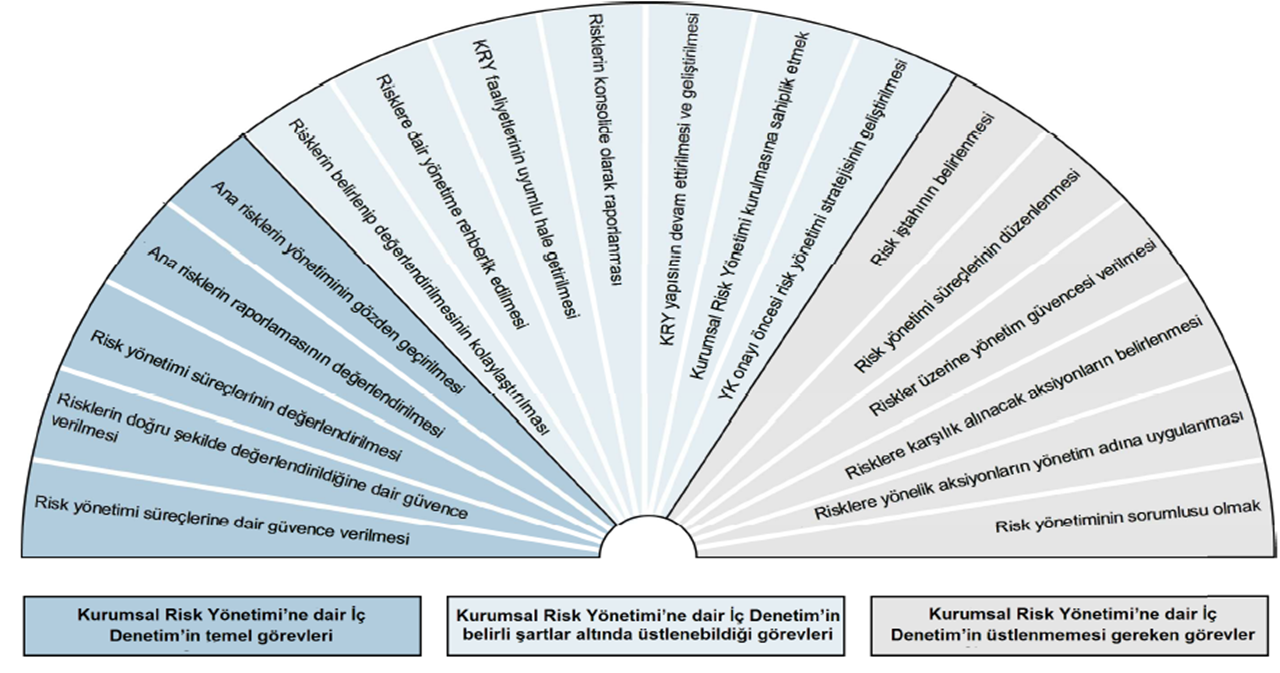 Risk yönetimi süreçlerine dair güvence verilmesi
Risklerin doğru şekilde değerlendirildiğine dair güvence
verilmesi
Risk yönetimi süreçlerinin değerlendirilmesi
Ana risklerin raporlamasının değerlendirilmesi
Ana risklerin yönetiminin gözden geçirilmesi
Risklerin belirlenip değerlendirilmesinin kolaylaştırılması
Risklere dair yönetime rehberlik edilmesi
KRY faaliyetlerinin uyumlu hale getirilmesi
Risklerin konsolide olarak raporlanması
KRY yapısının devam ettirilmesi ve geliştirilmesi
Kurumsal Risk Yönetimi kurulmasına sahiplik etmek
YK onayı öncesi risk yönetimi stratejisinin geliştirilmesi
Risk iştahının belirlenmesi
Risk yönetimi süreçlerinin düzenlenmesi
Riskler üzerine yönetim güvencesi verilmesi
Risklere karşılık alınacak aksiyonların belirlenmesi
Risklere yönelik aksiyonların yönetim adına uygulanması
Risk yönetiminin sorumlusu olmak
Kurumsal Risk Yönetimi’ne dair İç
Denetim’in temel görevleri
Kurumsal Risk Yönetimi’ne dair İç Denetim’in
belirli şartlar altında üstlenebildiği görevleri
Kurumsal Risk Yönetimi’ne dair İç
Denetim’in üstlenmemesi gereken görevler